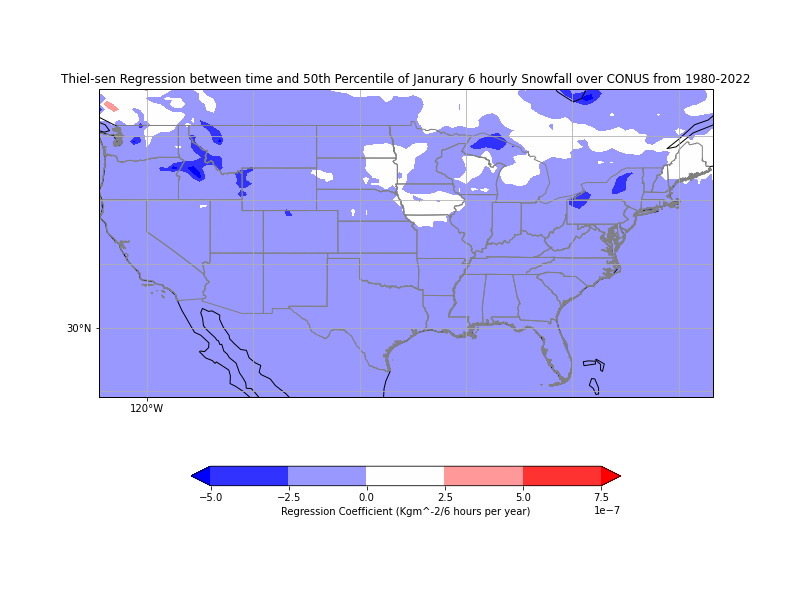 Thiel-sen Regression between time and 50th Percentile of Janurary 6 hourly Snowfall over CONUS from 1980-2022
30°N
120°W
−5.0 −2.5 0.0 2.5 5.0 7.5
Regression Coefficient (Kgm^-2/6 hours per year) 1e−7